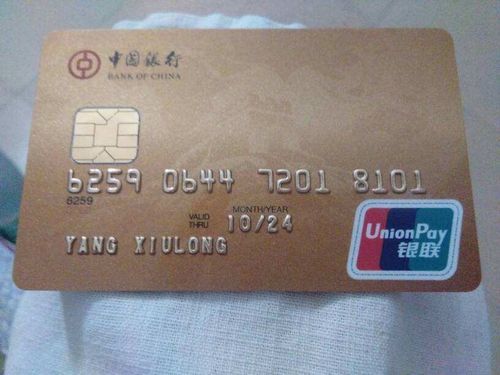 中国银行
BANK OF CHINA
6259 0644 7201 8101
6259
MONTH/YEAR
VALID THRU 10/24
YANG XIULONG
UnionPay
银联